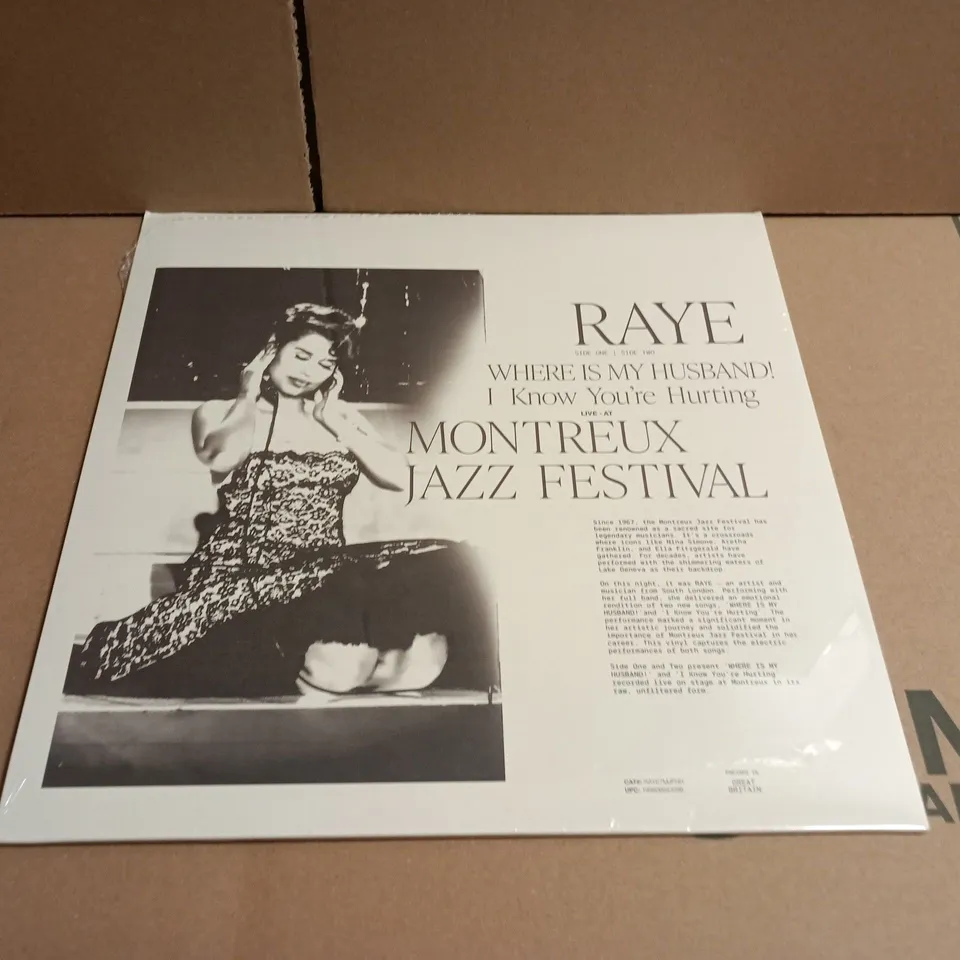 RAYE
SIDE ONE | SIDE TWO
WHERE IS MY HUSBAND!
I Know You're Hurting
LIVE - AT
MONTREUX
JAZZ FESTIVAL
Since 1967, the Montreux Jazz Festival has
been renowned as a sacred site for
legendary musicians. It's a crossroads
where icons like Nina Simone, Aretha
Franklin, and Ella Fitzgerald have
gathered. For decades, artists have
performed with the shimmering waters of
Lake Geneva as their backdrop.
On this night, it was RAYE - an artist and
musician from South London. Performing with
her full band, she delivered an emotional
rendition of two new songs, 'WHERE IS MY
HUSBAND!' and 'I Know You're Hurting'. The
performance marked a significant moment in
her artistic journey and solidified the
importance of Montreux Jazz Festival in her
career. This vinyl captures the electric
performances of both songs.
Side One and Two present 'WHERE IS MY
HUSBAND!' and 'I Know You're Hurting'
recorded live on stage at Montreux in its
raw, unfiltered form.
CAT#:
UPC:
GREAT
BRITAIN